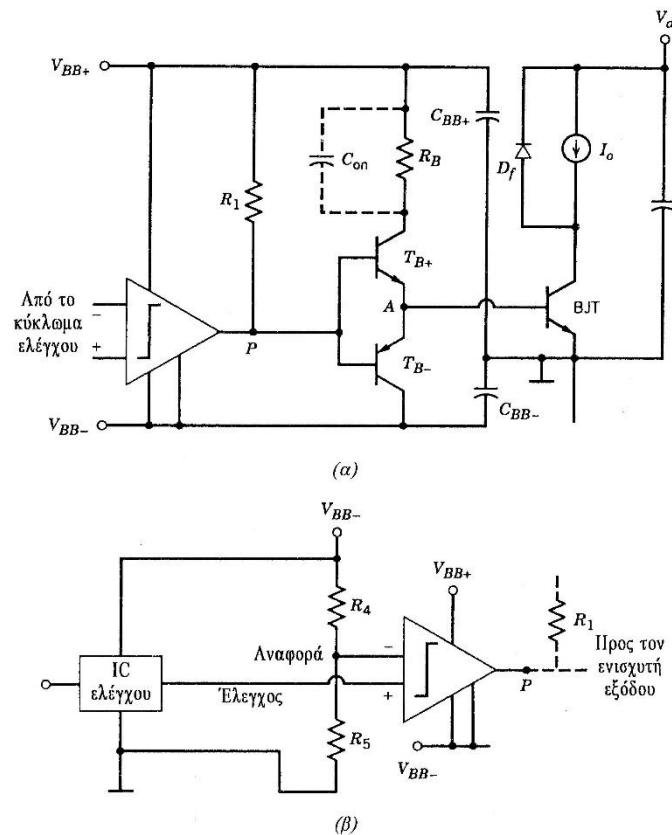 V_d
V_BB+
C_BB+
C_on
R_B
D_f
I_o
R_1
T_B+
Από το
κύκλωμα
ελέγχου
−
+
P
A
BJT
T_B−
V_BB−
C_BB−
(α)
V_BB−
V_BB+
R_4
R_1
Αναφορά
−
Προς τον
ενισχυτή
εξόδου
IC
ελέγχου
Έλεγχος
+
P
R_5
V_BB−
(β)